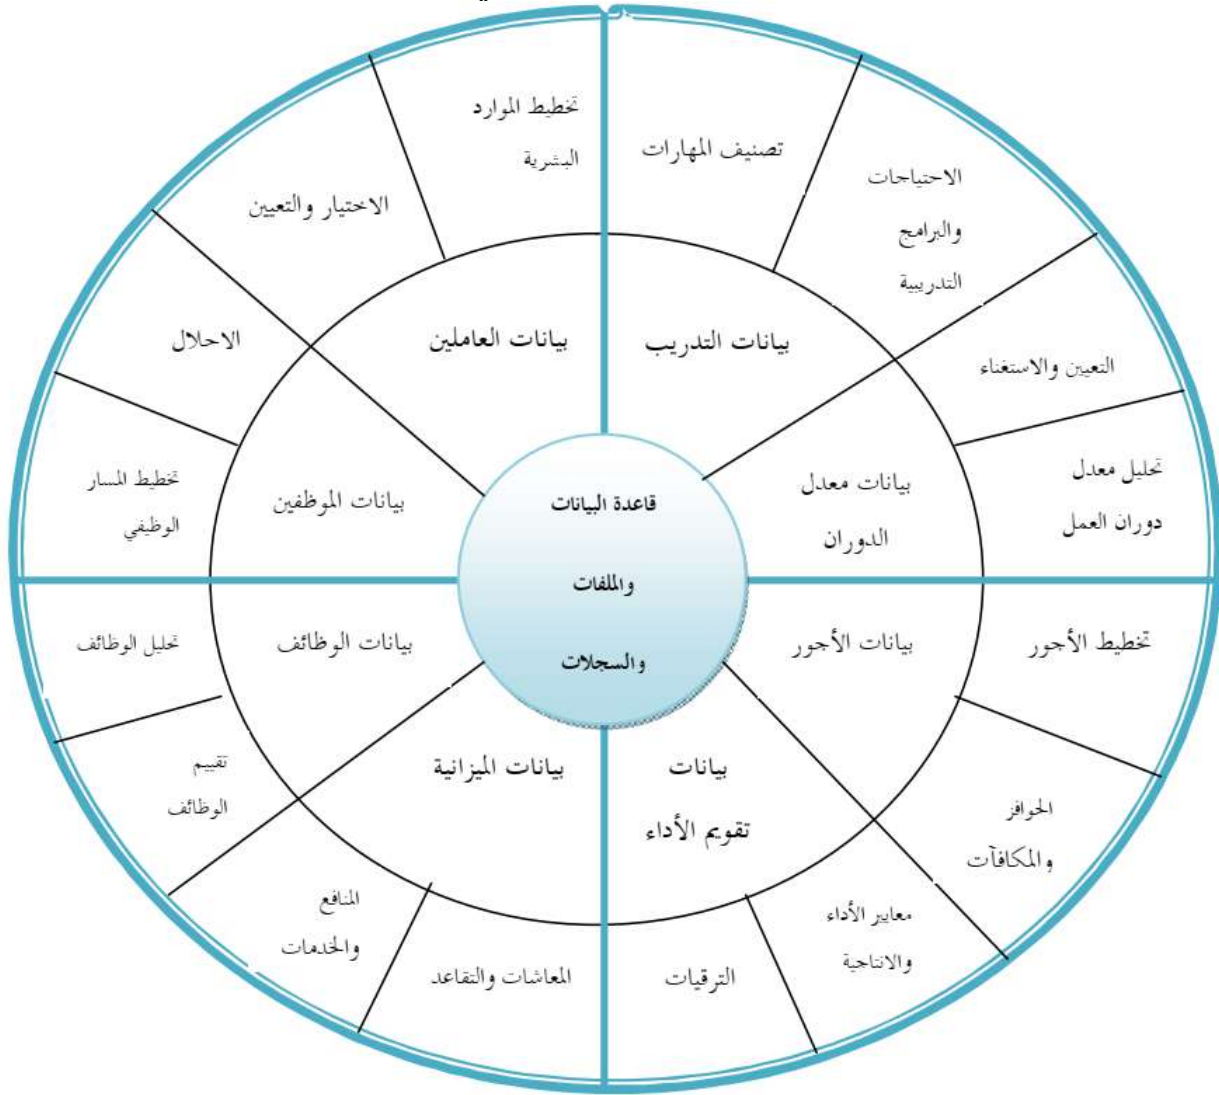 تخطيط الموارد
البشرية
تصنيف المهارات
الاحتياجات
والبرامج
التدريبية
الاختيار والتعيين
الاحلال
بيانات العاملين
بيانات التدريب
التعيين والاستغناء
تخطيط المسار
الوظيفي
بيانات الموظفين
قاعدة البيانات
والملفات
والسجلات
بيانات معدل
الدوران
تحليل معدل
دوران العمل
تحليل الوظائف
بيانات الوظائف
بيانات الأجور
تخطيط الأجور
تقييم
الوظائف
بيانات الميزانية
بيانات
تقويم الأداء
الحوافز
والمكافآت
المنافع
والخدمات
المعاشات والتقاعد
الترقيات
معايير الأداء
والانتاجية